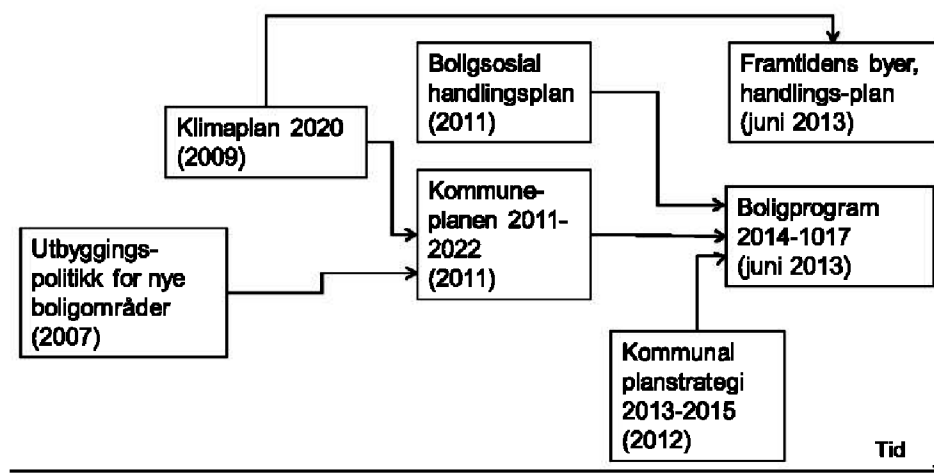 Boligsosial
handlingsplan
(2011)
Framtidens byer,
handlings-plan
(juni 2013)
Klimaplan 2020
(2009)
Kommune-
planen 2011-
2022
(2011)
Boligprogram
2014-1017
(juni 2013)
Utbyggings-
politikk for nye
boligområder
(2007)
Kommunal
planstrategi
2013-2015
(2012)
Tid